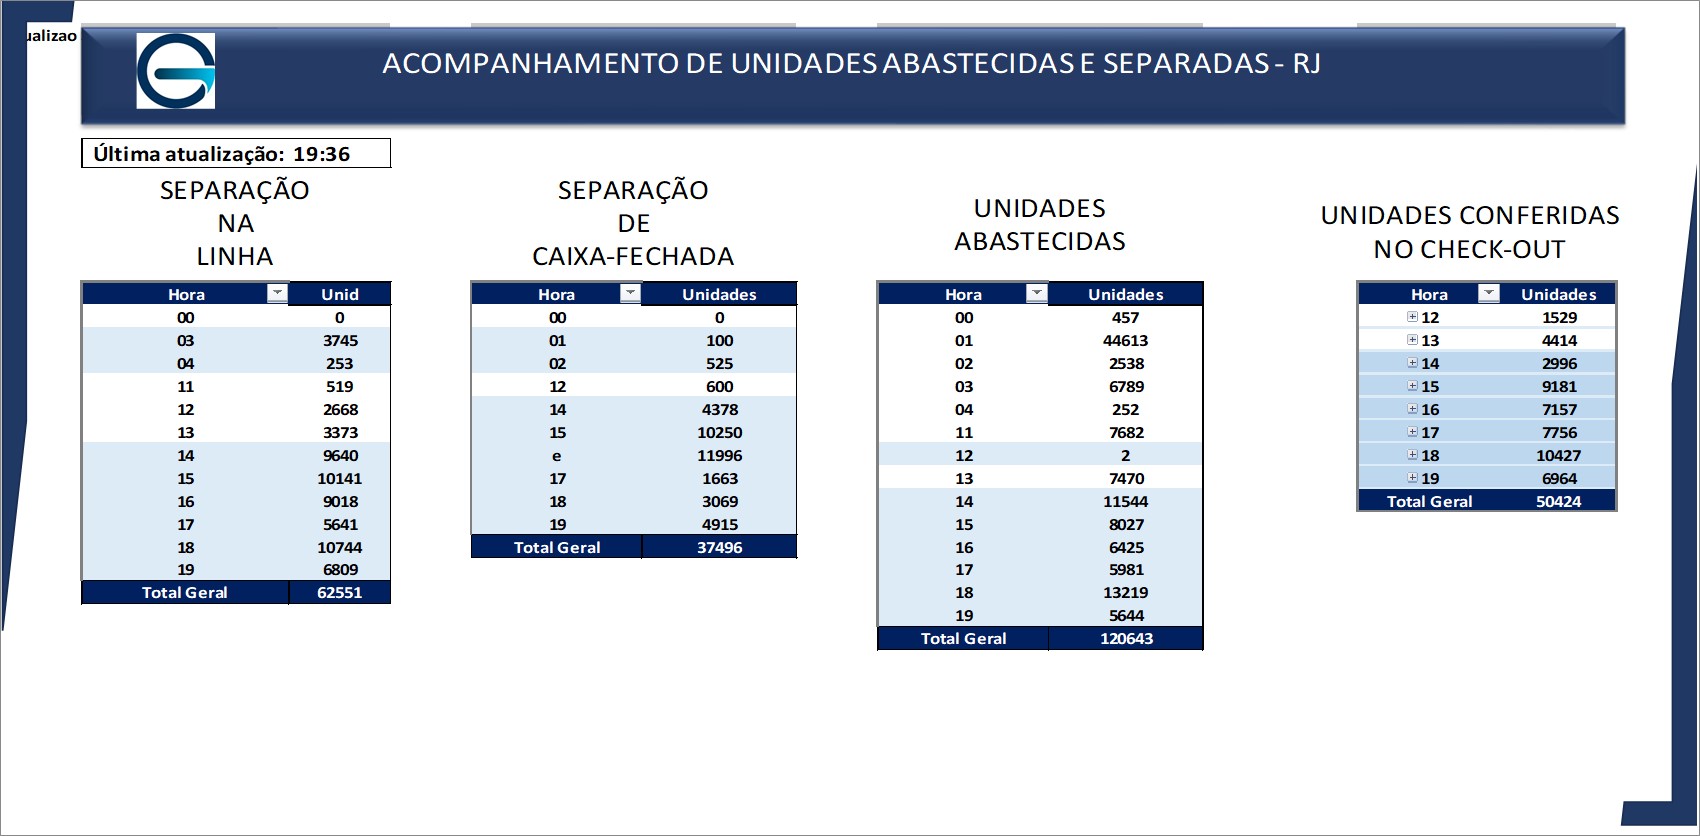 ualizao
ACOMPANHAMENTO DE UNIDADES ABASTECIDAS E SEPARADAS - RJ
Última atualização: 19:36
SEPARAÇÃO
NA
LINHA
Hora Unid
00 0
03 3745
04 253
11 519
12 2668
13 3373
14 9640
15 10141
16 9018
17 5641
18 10744
19 6809
Total Geral 62551
SEPARAÇÃO
DE
CAIXA-FECHADA
Hora Unidades
00 0
01 100
02 525
12 600
14 4378
15 10250
e 11996
17 1663
18 3069
19 4915
Total Geral 37496
UNIDADES
ABASTECIDAS
Hora Unidades
00 457
01 44613
02 2538
03 6789
04 252
11 7682
12 2
13 7470
14 11544
15 8027
16 6425
17 5981
18 13219
19 5644
Total Geral 120643
UNIDADES CONFERIDAS
NO CHECK-OUT
Hora Unidades
12 1529
13 4414
14 2996
15 9181
16 7157
17 7756
18 10427
19 6964
Total Geral 50424